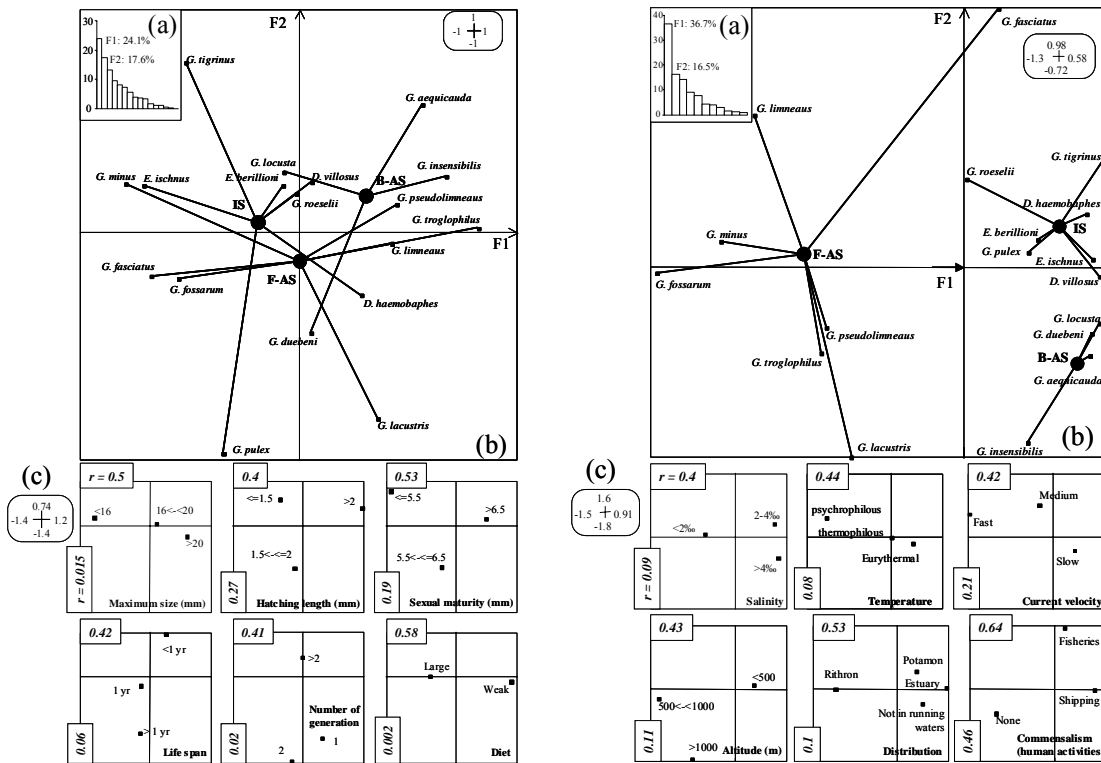 (a)
F2
30
20
10
0
F1: 24.1%
F2: 17.6%
1
-1 1
-1
G. tigrinus
G. aequicauda
G. locusta
G. insensibilis
G. minus
E. ischnus
E. berillioni
D. villosus
B-AS
G. roeselii
G. pseudolimneaus
IS
G. troglophilus
F1
G. limneaus
F-AS
G. fasciatus
G. fossarum
D. haemobaphes
G. duebeni
G. lacustris
G. pulex
(b)
(c)
0.74
-1.4 1.2
-1.4
r = 0.5
r = 0.015
<16
16<-<20
>20
Maximum size (mm)
0.4
0.27
<=1.5
>2
1.5<-<=2
Hatching length (mm)
0.53
0.19
<=5.5
>6.5
5.5<-<=6.5
Sexual maturity (mm)
0.42
0.06
<1 yr
1 yr
> 1 yr
Life span
0.41
0.02
>2
Number of
generation
1
2
0.58
0.002
Large
Weak
Diet
(a)
F2
40
30
20
10
0
F1: 36.7%
F2: 16.5%
0.98
-1.3 0.58
-0.72
G. fasciatus
G. limneaus
G. tigrinus
G. roeselii
D. haemobaphes
G. minus
E. berillioni
IS
G. pulex
F-AS
E. ischnus
F1
D. villosus
G. fossarum
G. locusta
G. pseudolimneaus
G. duebeni
G. troglophilus
B-AS
G. aequicauda
G. lacustris
G. insensibilis
(b)
(c)
1.6
-1.5 0.91
-1.8
r = 0.4
r = 0.09
<2‰
2-4‰
>4‰
Salinity
0.44
0.08
psychrophilous
thermophilous
Eurythermal
Temperature
0.42
0.21
Medium
Fast
Slow
Current velocity
0.43
0.11
<500
500<-<1000
>1000
Altitude (m)
0.53
0.1
Rithron
Potamon
Estuary
Not in running
waters
Distribution
0.64
0.46
Fisheries
Shipping
None
Commensalism
(human activities)